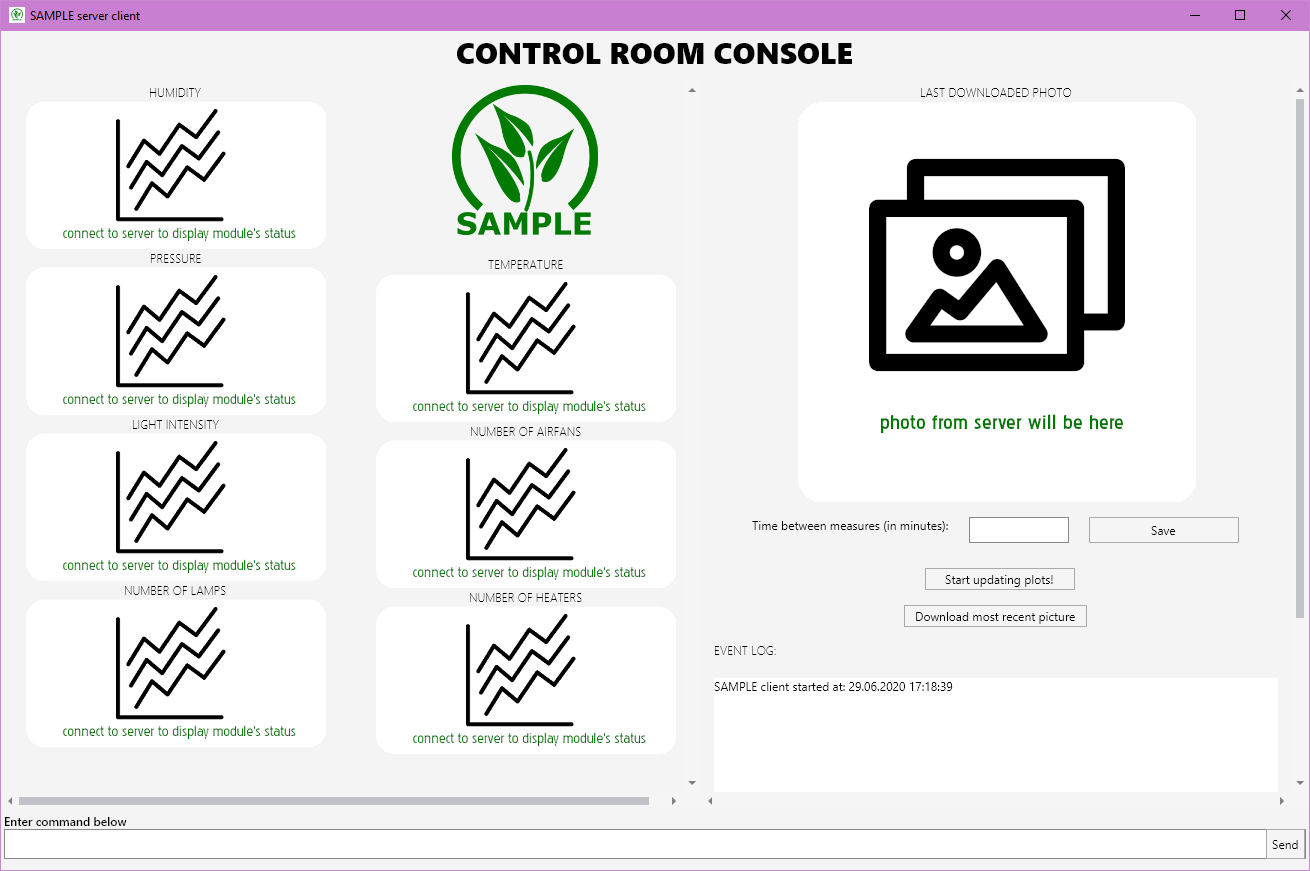 SAMPLE server client
CONTROL ROOM CONSOLE
HUMIDITY
connect to server to display module's status
PRESSURE
connect to server to display module's status
LIGHT INTENSITY
connect to server to display module's status
NUMBER OF LAMPS
connect to server to display module's status
SAMPLE
TEMPERATURE
connect to server to display module's status
NUMBER OF AIRFANS
connect to server to display module's status
NUMBER OF HEATERS
connect to server to display module's status
LAST DOWNLOADED PHOTO
photo from server will be here
Time between measures (in minutes):
Save
Start updating plots!
Download most recent picture
EVENT LOG:
SAMPLE client started at: 29.06.2020 17:18:39
Enter command below
Send